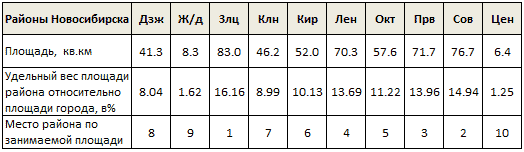 Районы Новосибирска Дзж Ж/д Злц Клн Кир Лен Окт Прв Сов Цен
Площадь, кв.км 41.3 8.3 83.0 46.2 52.0 70.3 57.6 71.7 76.7 6.4
Удельный вес площади
района относительно
площади города, в% 8.04 1.62 16.16 8.99 10.13 13.69 11.22 13.96 14.94 1.25
Место района по
занимаемой площади 8 9 1 7 6 4 5 3 2 10